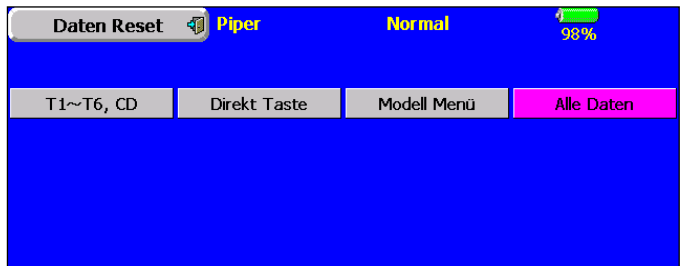 Daten Reset Piper Normal 98%
T1~T6, CD Direkt Taste Modell Menü Alle Daten